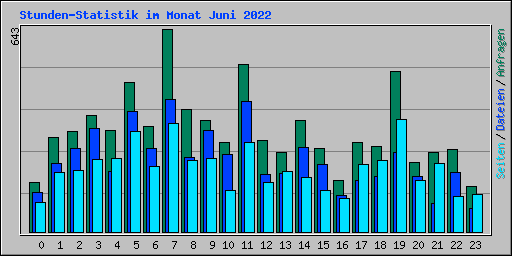 Stunden-Statistik im Monat Juni 2022
643
Seiten / Dateien / Anfragen
0 1 2 3 4 5 6 7 8 9 10 11 12 13 14 15 16 17 18 19 20 21 22 23